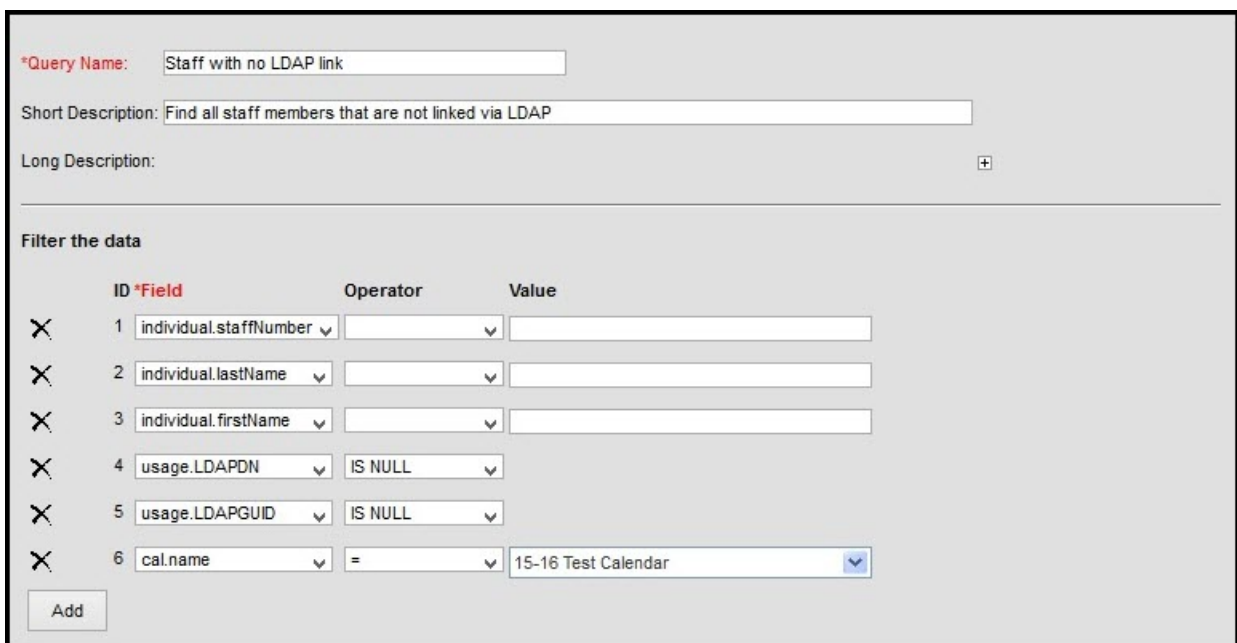 *Query Name: Staff with no LDAP link
Short Description: Find all staff members that are not linked via LDAP
Long Description:
Filter the data
ID *Field Operator Value
1 individual.staffNumber
2 individual.lastName
3 individual.firstName
4 usage.LDAPDN IS NULL
5 usage.LDAPGUID IS NULL
6 cal.name = 15-16 Test Calendar
Add